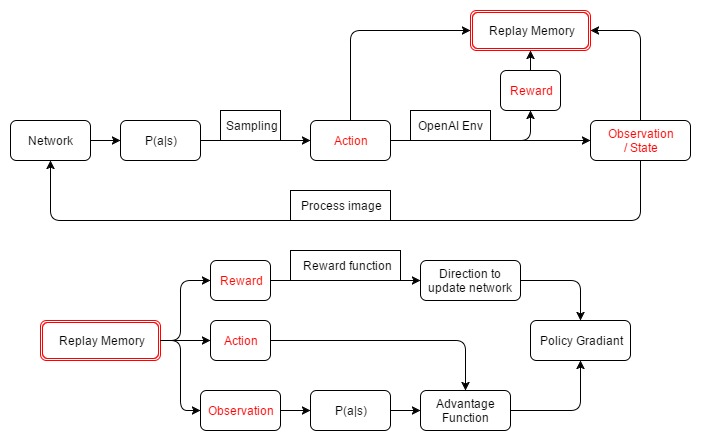 Replay Memory
Reward
Network
P(a|s)
Sampling
Action
OpenAI Env
Observation
/ State
Process image
Reward
Reward function
Direction to
update network
Replay Memory
Action
Policy Gradiant
Observation
P(a|s)
Advantage
Function